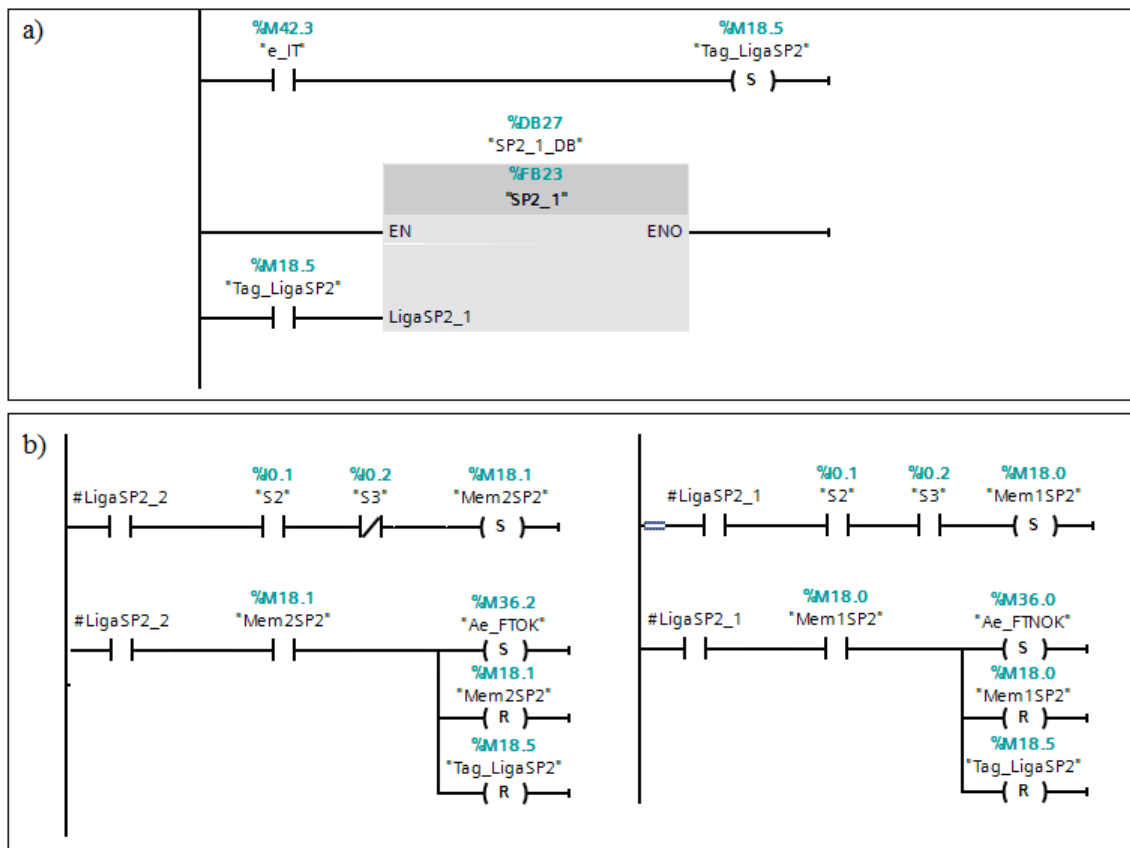 a)
%M42.3 %M18.5
"e_IT" "Tag_LigaSP2"
S
%DB27
"SP2_1_DB"
%FB23
"SP2_1"
EN ENO
%M18.5
"Tag_LigaSP2"
LigaSP2_1
b)
%I0.1 %I0.2 %M18.1
#LigaSP2_2 "S2" "S3" "Mem2SP2"
S
%M18.1 %M36.2
#LigaSP2_2 "Mem2SP2" "Ae_FTOK"
S
%M18.1
"Mem2SP2"
R
%M18.5
"Tag_LigaSP2"
R
%I0.1 %I0.2 %M18.0
#LigaSP2_1 "S2" "S3" "Mem1SP2"
S
%M18.0 %M36.0
#LigaSP2_1 "Mem1SP2" "Ae_FTNOK"
S
%M18.0
"Mem1SP2"
R
%M18.5
"Tag_LigaSP2"
R